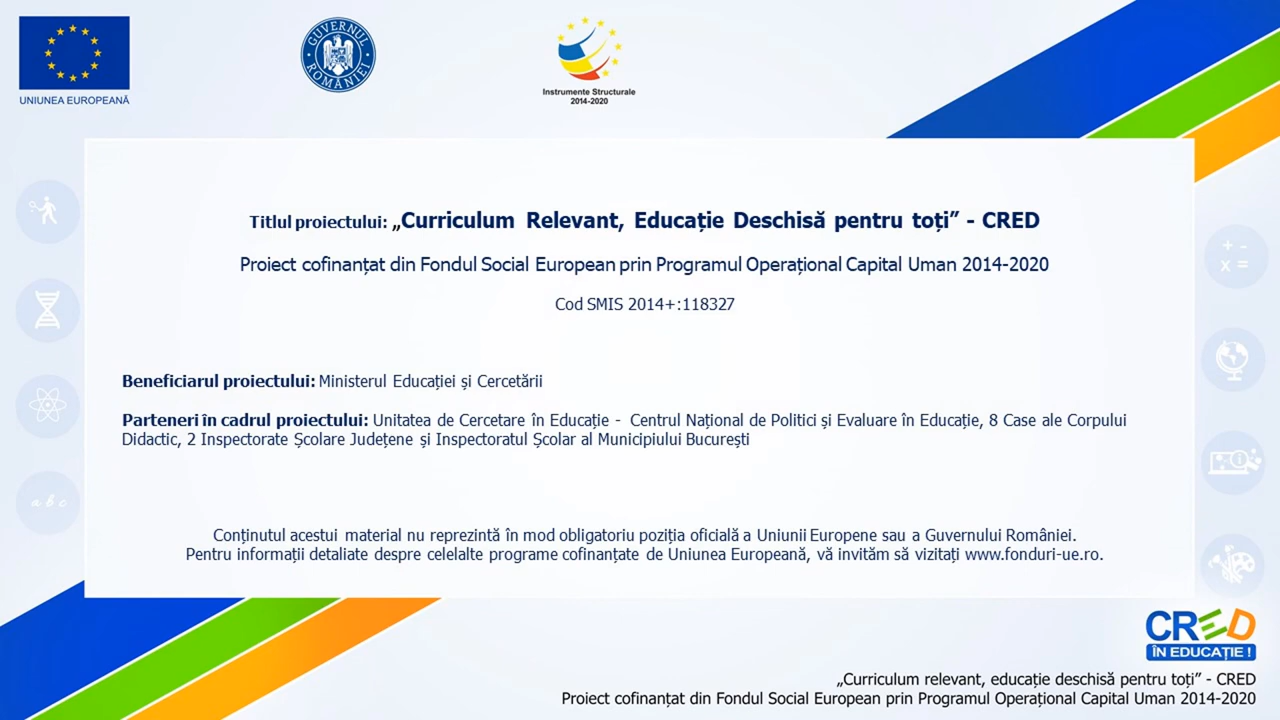 UNIUNEA EUROPEANĂ
GUVERNUL ROMÂNIEI
Instrumente Structurale
2014-2020
Titlul proiectului: „Curriculum Relevant, Educație Deschisă pentru toți” - CRED
Proiect cofinanțat din Fondul Social European prin Programul Operațional Capital Uman 2014-2020
Cod SMIS 2014+:118327
Beneficiarul proiectului: Ministerul Educației și Cercetării
Parteneri în cadrul proiectului: Unitatea de Cercetare în Educație - Centrul Național de Politici și Evaluare în Educație, 8 Case ale Corpului
Didactic, 2 Inspectorate Școlare Județene și Inspectoratul Școlar al Municipiului București
Conținutul acestui material nu reprezintă în mod obligatoriu poziția oficială a Uniunii Europene sau a Guvernului României.
Pentru informații detaliate despre celelalte programe cofinanțate de Uniunea Europeană, vă invităm să vizitați www.fonduri-ue.ro.
+ -
x =
a b c
CRED
ÎN EDUCAȚIE !
„Curriculum relevant, educație deschisă pentru toți” - CRED
Proiect cofinanțat din Fondul Social European prin Programul Operațional Capital Uman 2014-2020